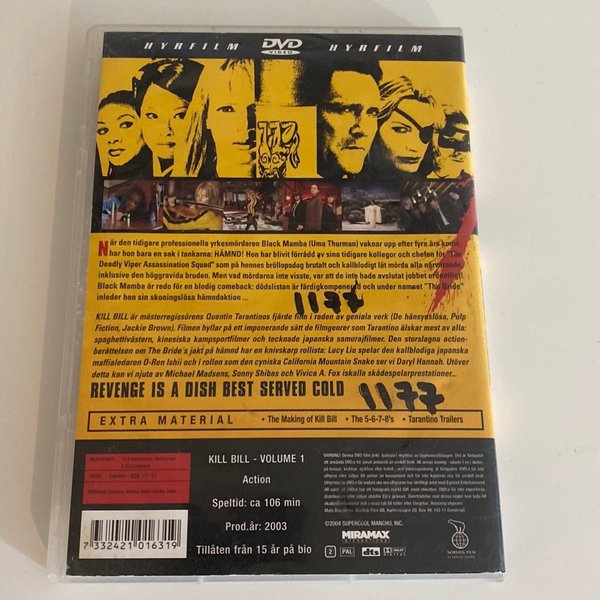 HYRFILM DVD VIDEO HYRFILM
När den tidigare professionella yrkesmördaren Black Mamba (Uma Thurman) vaknar upp efter fyra års koma,
har hon bara en sak i tankarna: HÄMND! Hon har blivit förrådd av sina tidigare kollegor och chefen för "The
Deadly Viper Assassination Squad" som på hennes bröllopsdag brutalt och kallblodigt lät mörda alla närvarande
inklusive den höggravida bruden. Men vad mördarna inte visste, var att de inte hade avslutat jobbet ordentligt!
Black Mamba är redo för en blodig comeback; dödslistan är färdigkomponerad och under namnet "The Bride"
inleder hon sin skoningslösa hämndaktion ...
1177
KILL BILL är mästerregissörens Quentin Tarantinos fjärde film i raden av geniala verk (De hänsynslösa, Pulp
Fiction, Jackie Brown). Filmen hyllar på ett imponerande sätt de filmgenrer som Tarantino älskar mest av alla:
spaghettivästern, kinesiska kampsportfilmer och tecknade japanska samurajfilmer. Den storslagna action-
berättelsen om The Bride's jakt på hämnd har en knivskarp rollista: Lucy Liu spelar den kallblodiga japanska
maffialedaren O-Ren Ishii och i rollen som den cyniska California Mountain Snake ser vi Daryl Hannah. Utöver
detta kan vi njuta av Michael Madsens, Sonny Shibas och Vivica A. Fox iskalla skådespelarprestationer...
REVENGE IS A DISH BEST SERVED COLD
1177
EXTRA MATERIAL • The Making of Kill Bill • The 5-6-7-8's • Tarantino Trailers
KILL BILL - VOLUME 1
Action
Speltid: ca 106 min
Prod.år: 2003
Tillåten från 15 år på bio
7 332421 016319
©2004 SUPERCOOL MANCHU, INC.
MIRAMAX
INTERNATIONAL
2 PAL dts DOLBY DIGITAL
NORDISK FILM